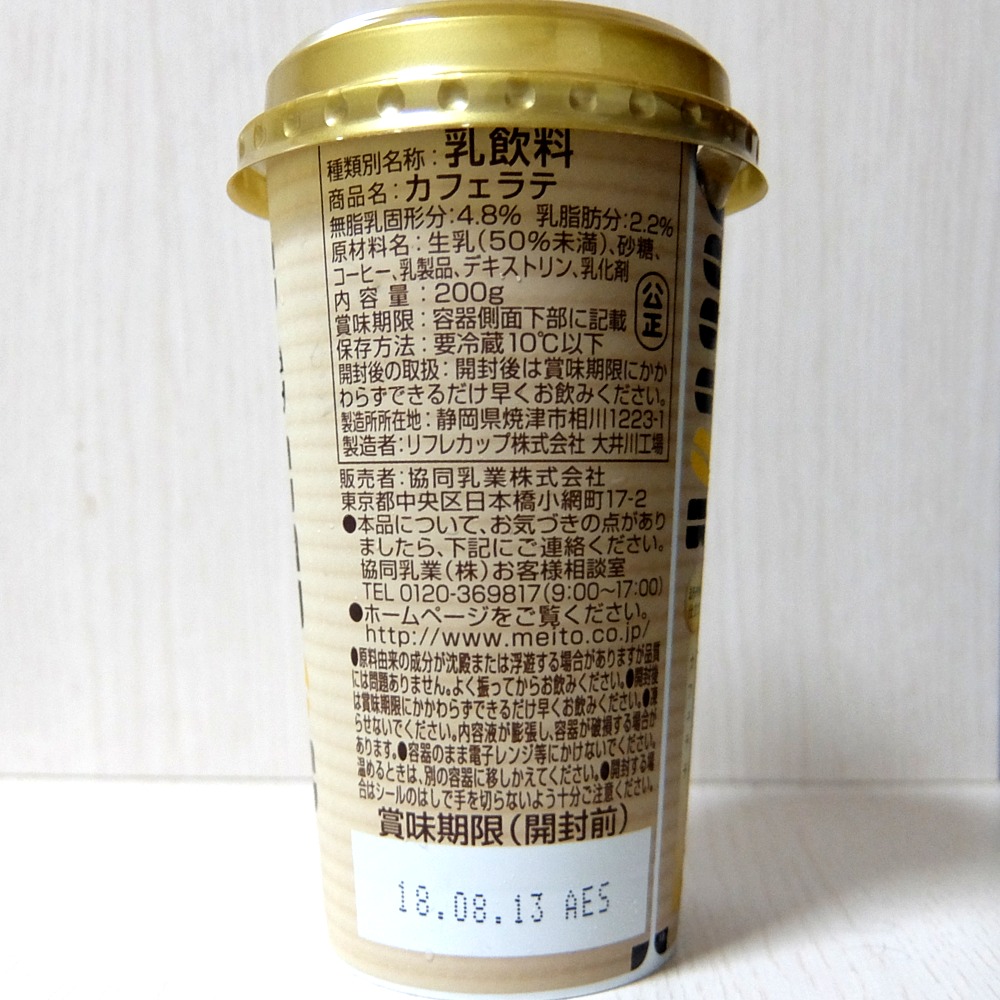 種類別名称：乳飲料
商品名：カフェラテ
無脂乳固形分：4.8% 乳脂肪分：2.2%
原材料名：生乳(50%未満)、砂糖、
コーヒー、乳製品、デキストリン、乳化剤
内容量：200g
公正
賞味期限：容器側面下部に記載
保存方法：要冷蔵10℃以下
開封後の取扱：開封後は賞味期限にかか
わらずできるだけ早くお飲みください。
製造所所在地：静岡県焼津市相川1223-1
製造者：リフレカップ株式会社 大井川工場
販売者：協同乳業株式会社
東京都中央区日本橋小網町17-2
●本品について、お気づきの点があり
ましたら、下記にご連絡ください。
協同乳業(株)お客様相談室
TEL 0120-369817(9:00〜17:00)
●ホームページをご覧ください。
http://www.meito.co.jp/
●原料由来の成分が沈殿または浮遊する場合がありますが品質
には問題ありません。よく振ってからお飲みください。●開封後
は賞味期限にかかわらずできるだけ早くお飲みください。●凍
らせないでください。内容液が膨張し、容器が破損する場合が
あります。●容器のまま電子レンジ等にかけないでください。
温めるときは、別の容器に移しかえてください。●開封する場
合はシールのはしで手を切らないよう十分ご注意ください。
賞味期限(開封前)
18.08.13 AES